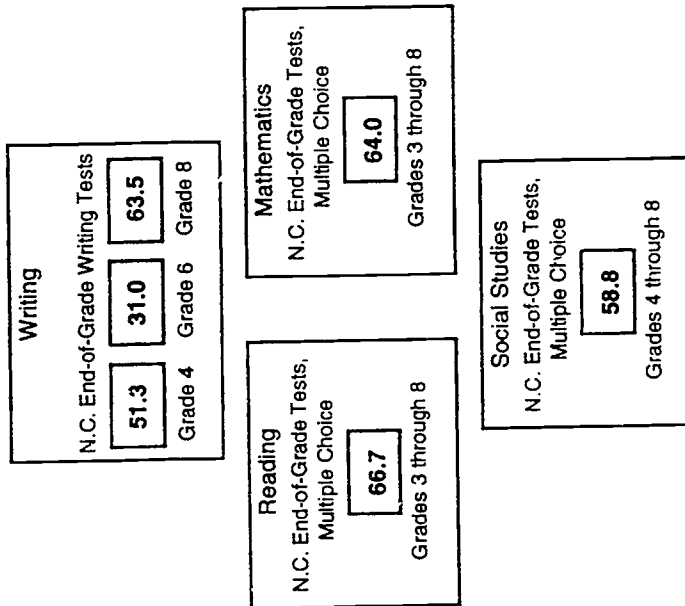 Writing
N.C. End-of-Grade Writing Tests
51.3 31.0 63.5
Grade 4 Grade 6 Grade 8
Reading
N.C. End-of-Grade Tests,
Multiple Choice
66.7
Grades 3 through 8
Mathematics
N.C. End-of-Grade Tests,
Multiple Choice
64.0
Grades 3 through 8
Social Studies
N.C. End-of-Grade Tests,
Multiple Choice
58.8
Grades 4 through 8